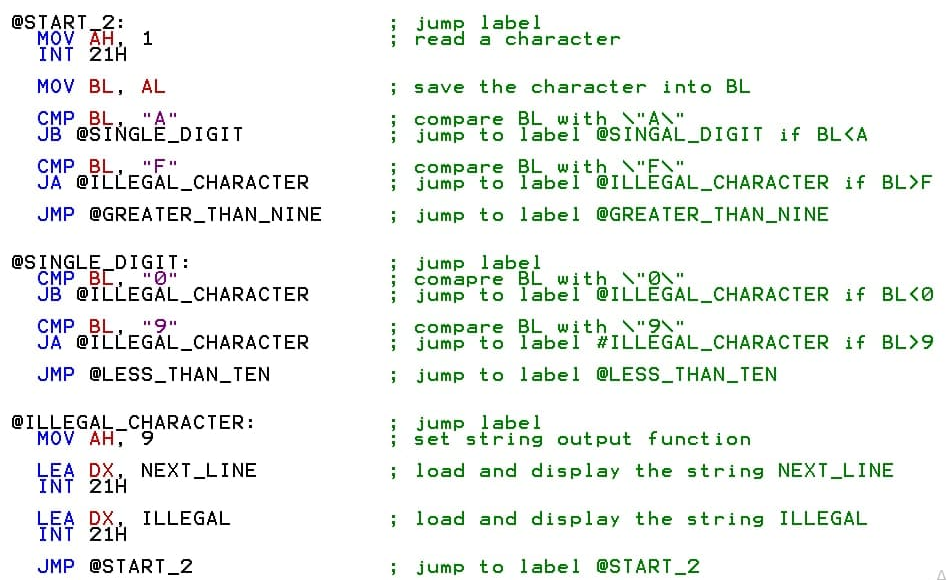 @START_2: ; jump label
MOV AH, 1 ; read a character
INT 21H
MOV BL, AL ; save the character into BL
CMP BL, "A" ; compare BL with \"A\"
JB @SINGLE_DIGIT ; jump to label @SINGAL_DIGIT if BL<A
CMP BL, "F" ; compare BL with \"F\"
JA @ILLEGAL_CHARACTER ; jump to label @ILLEGAL_CHARACTER if BL>F
JMP @GREATER_THAN_NINE ; jump to label @GREATER_THAN_NINE
@SINGLE_DIGIT: ; jump label
CMP BL, "0" ; comapre BL with \"0\"
JB @ILLEGAL_CHARACTER ; jump to label @ILLEGAL_CHARACTER if BL<0
CMP BL, "9" ; compare BL with \"9\"
JA @ILLEGAL_CHARACTER ; jump to label #ILLEGAL_CHARACTER if BL>9
JMP @LESS_THAN_TEN ; jump to label @LESS_THAN_TEN
@ILLEGAL_CHARACTER: ; jump label
MOV AH, 9 ; set string output function
LEA DX, NEXT_LINE ; load and display the string NEXT_LINE
INT 21H
LEA DX, ILLEGAL ; load and display the string ILLEGAL
INT 21H
JMP @START_2 ; jump to label @START_2